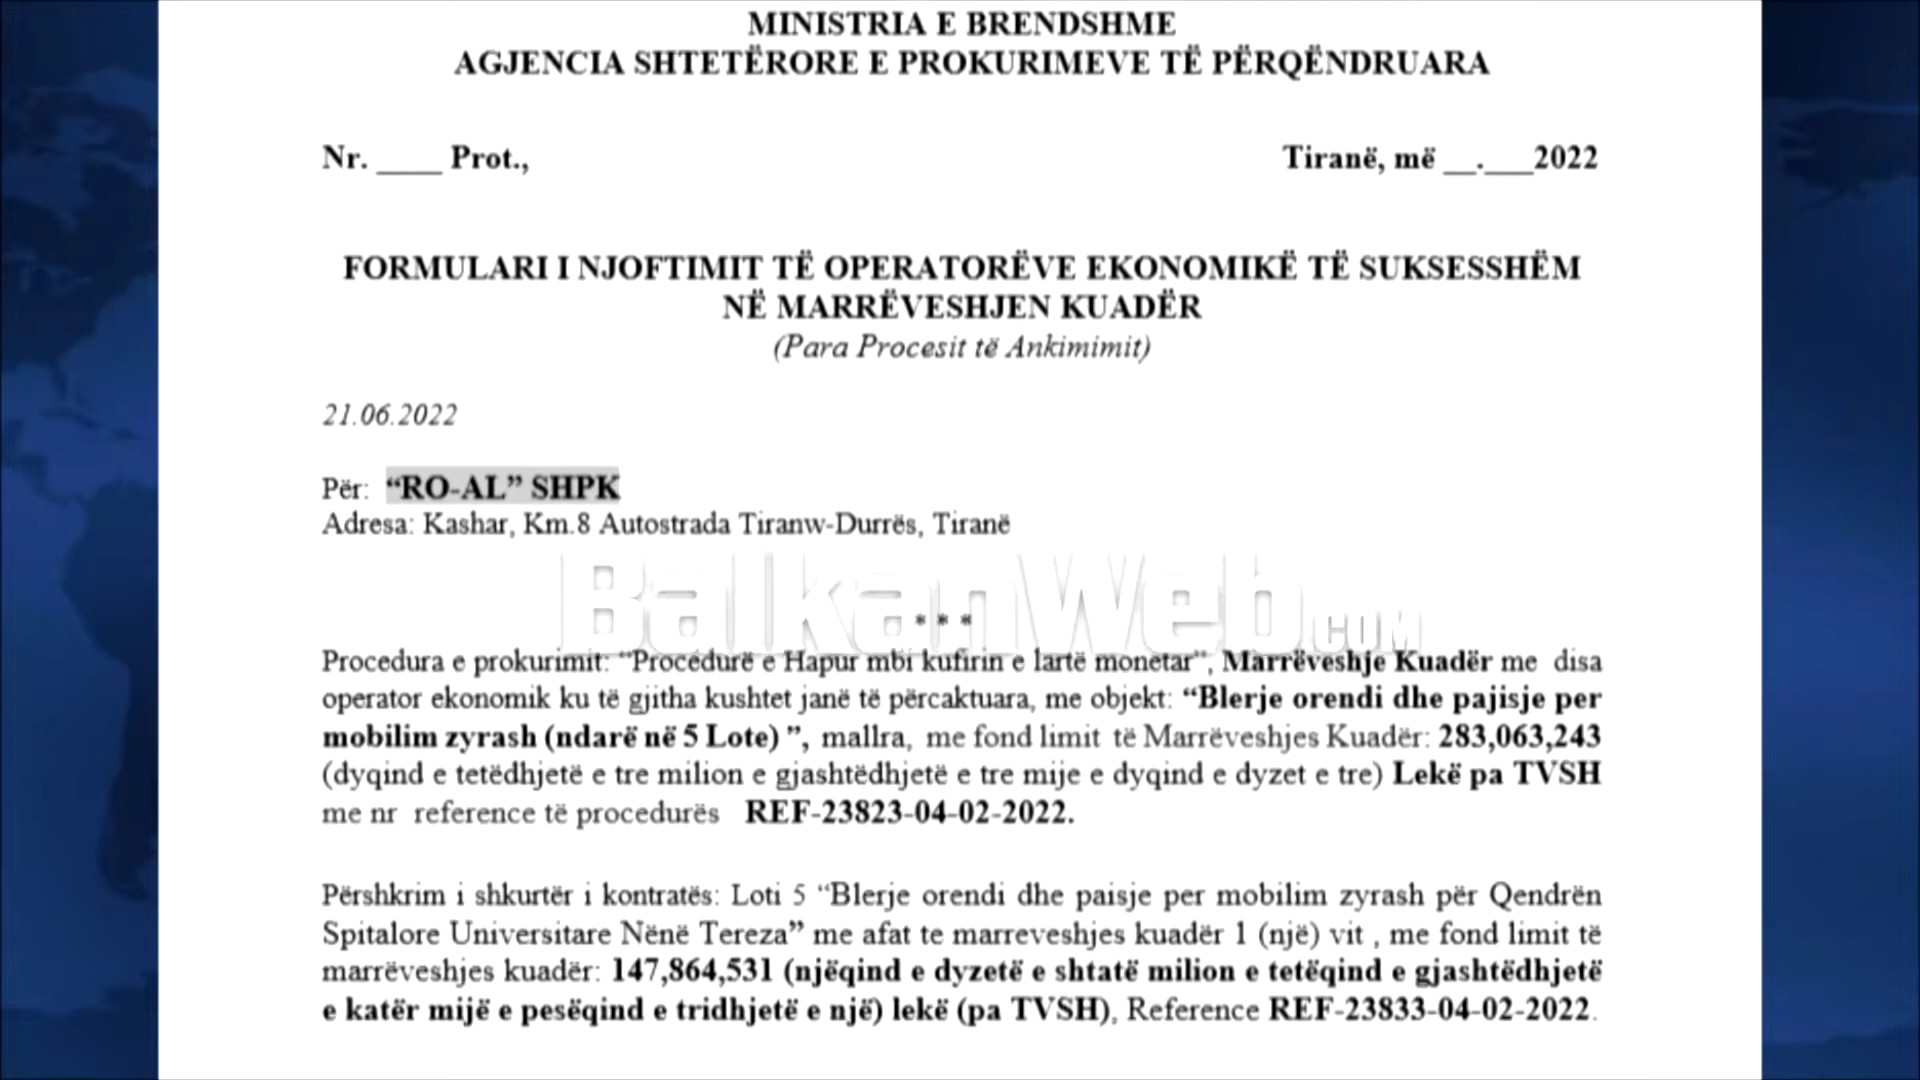 MINISTRIA E BRENDSHME
AGJENCIA SHTETËRORE E PROKURIMEVE TË PËRQËNDRUARA
Nr. ____ Prot., Tiranë, më __.___2022
FORMULARI I NJOFTIMIT TË OPERATORËVE EKONOMIKË TË SUKSESSHËM
NË MARRËVESHJEN KUADËR
(Para Procesit të Ankimimit)
21.06.2022
Për: “RO-AL” SHPK
Adresa: Kashar, Km.8 Autostrada Tiranw-Durrës, Tiranë
BalkanWeb.COM
* * *
Procedura e prokurimit: “Procedurë e Hapur mbi kufirin e lartë monetar”, Marrëveshje Kuadër me disa
operator ekonomik ku të gjitha kushtet janë të përcaktuara, me objekt: “Blerje orendi dhe pajisje per
mobilim zyrash (ndarë në 5 Lote) ”, mallra, me fond limit të Marrëveshjes Kuadër: 283,063,243
(dyqind e tetëdhjetë e tre milion e gjashtëdhjetë e tre mije e dyqind e dyzet e tre) Lekë pa TVSH
me nr reference të procedurës REF-23823-04-02-2022.
Përshkrim i shkurtër i kontratës: Loti 5 “Blerje orendi dhe paisje per mobilim zyrash për Qendrën
Spitalore Universitare Nënë Tereza” me afat te marreveshjes kuadër 1 (një) vit , me fond limit të
marrëveshjes kuadër: 147,864,531 (njëqind e dyzetë e shtatë milion e tetëqind e gjashtëdhjetë
e katër mijë e pesëqind e tridhjetë e një) lekë (pa TVSH), Reference REF-23833-04-02-2022.